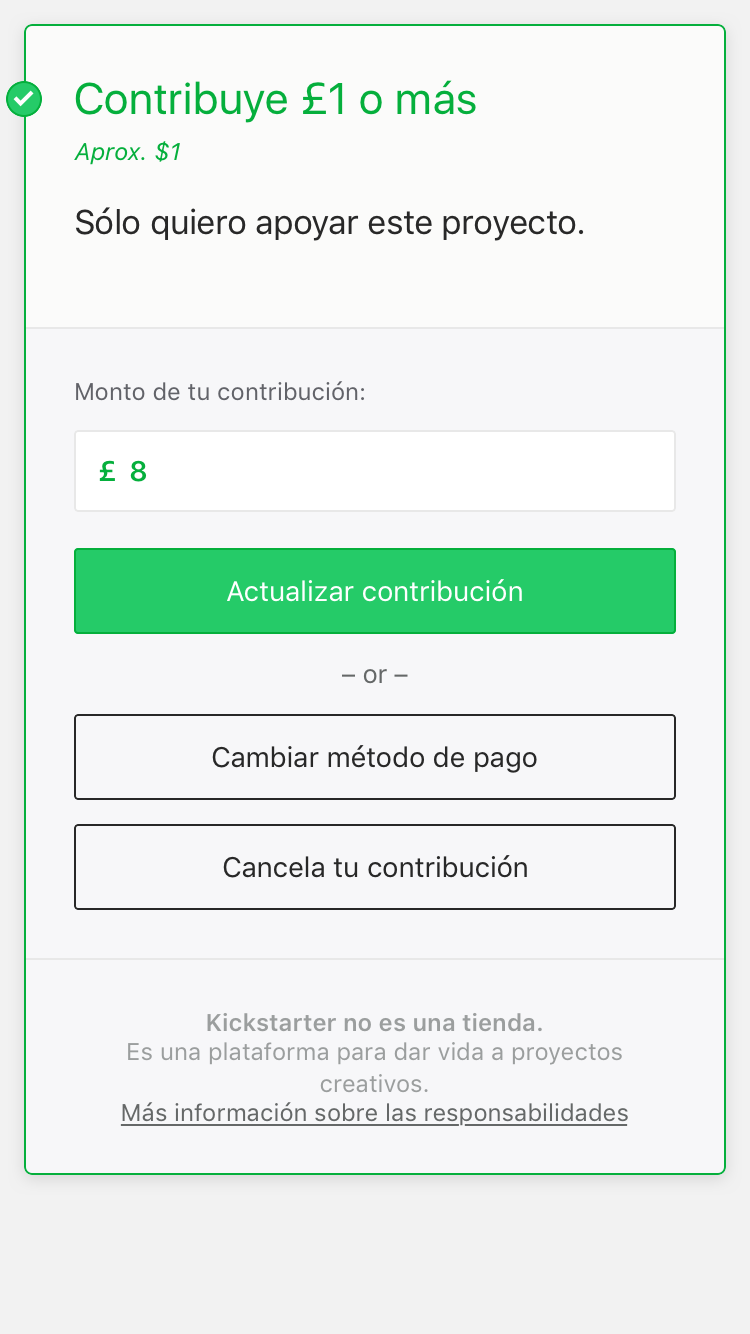 Contribuye £1 o más
Aprox. $1
Sólo quiero apoyar este proyecto.
Monto de tu contribución:
£ 8
Actualizar contribución
– or –
Cambiar método de pago
Cancela tu contribución
Kickstarter no es una tienda.
Es una plataforma para dar vida a proyectos
creativos.
Más información sobre las responsabilidades